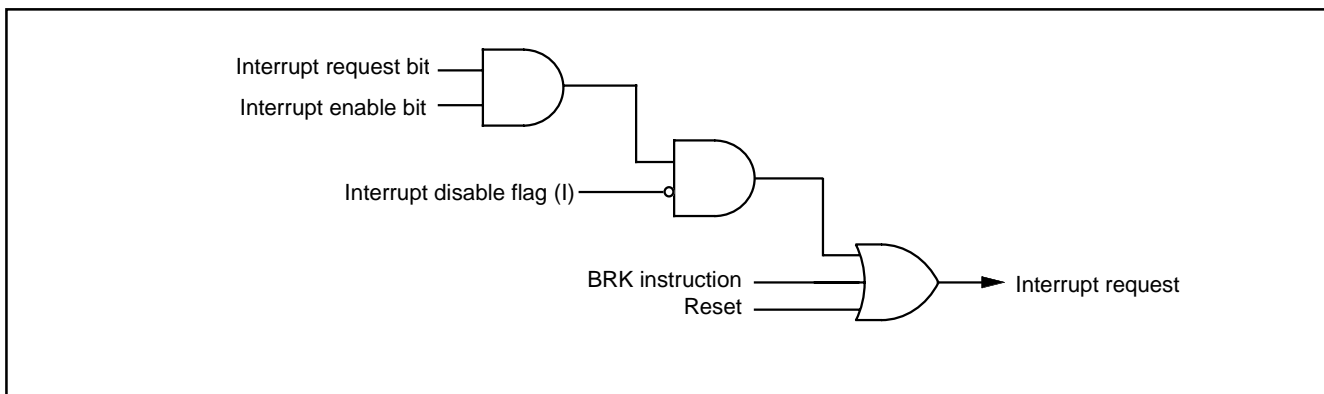 Interrupt request bit
Interrupt enable bit
Interrupt disable flag (I)
BRK instruction
Reset
Interrupt request